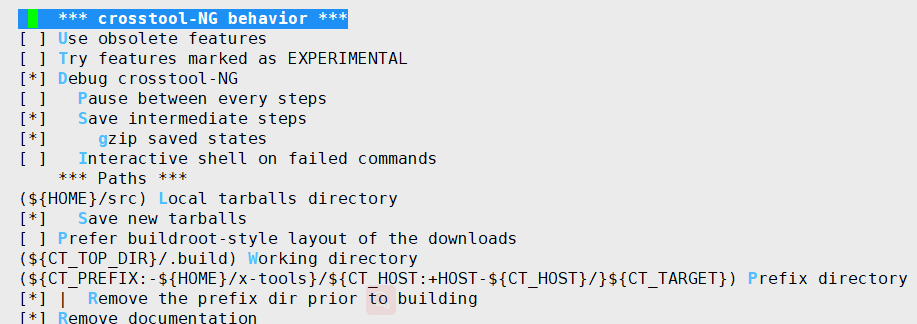 *** crosstool-NG behavior ***
[ ] Use obsolete features
[ ] Try features marked as EXPERIMENTAL
[*] Debug crosstool-NG
[ ]   Pause between every steps
[*]   Save intermediate steps
[*]     gzip saved states
[ ]   Interactive shell on failed commands
    *** Paths ***
(${HOME}/src) Local tarballs directory
[*]   Save new tarballs
[ ] Prefer buildroot-style layout of the downloads
(${CT_TOP_DIR}/.build) Working directory
(${CT_PREFIX:-${HOME}/x-tools}/${CT_HOST:+HOST-${CT_HOST}/}${CT_TARGET}) Prefix directory
[*] |  Remove the prefix dir prior to building
[*] Remove documentation